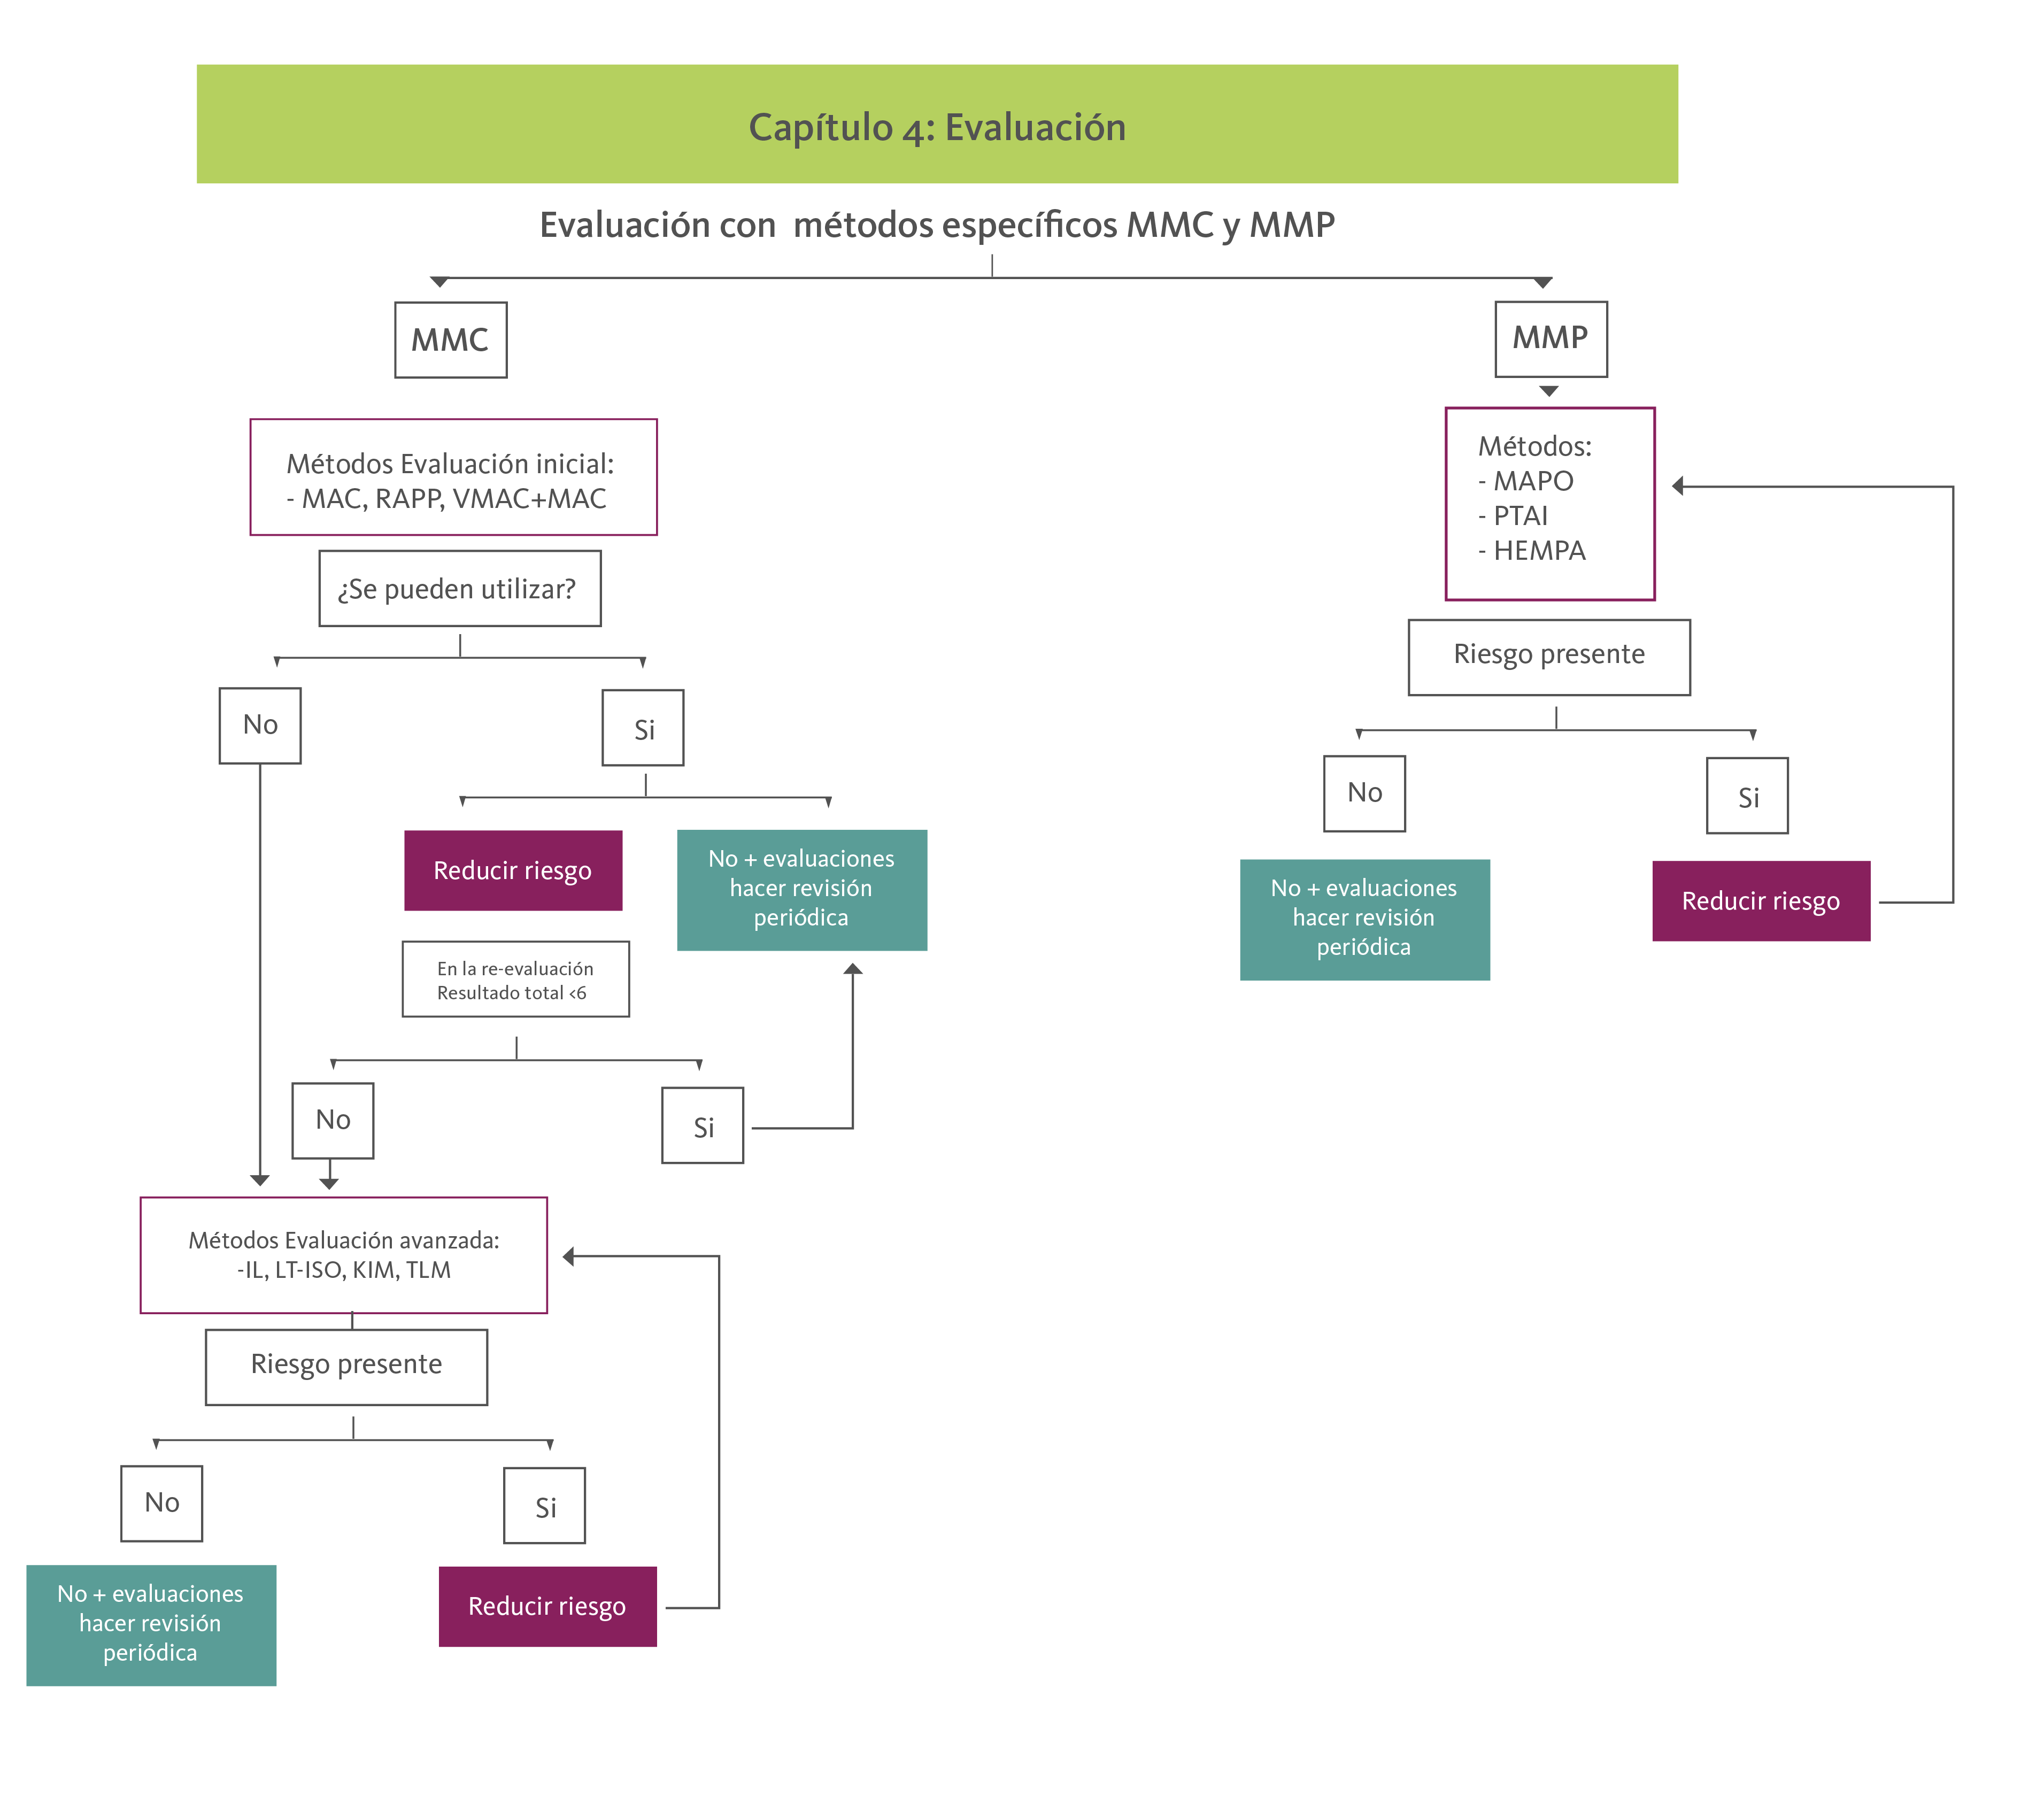 Capítulo 4: Evaluación
Evaluación con métodos específicos MMC y MMP
MMC
Métodos Evaluación inicial:
- MAC, RAPP, VMAC+MAC
¿Se pueden utilizar?
No
Si
Reducir riesgo
No + evaluaciones
hacer revisión
periódica
En la re-evaluación
Resultado total <6
No
Si
Métodos Evaluación avanzada:
-IL, LT-ISO, KIM, TLM
Riesgo presente
No
Si
No + evaluaciones
hacer revisión
periódica
Reducir riesgo
MMP
Métodos:
- MAPO
- PTAI
- HEMPA
Riesgo presente
No
Si
No + evaluaciones
hacer revisión
periódica
Reducir riesgo